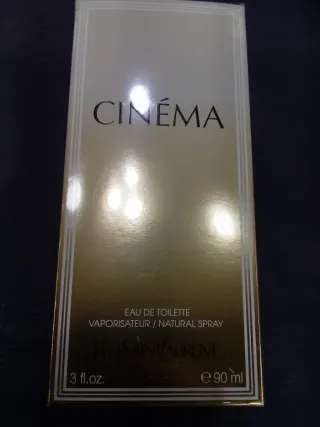 CINÉMA
EAU DE TOILETTE
VAPORISATEUR / NATURAL SPRAY
YVES SAINT LAURENT
3 fl.oz. ℮ 90 ml